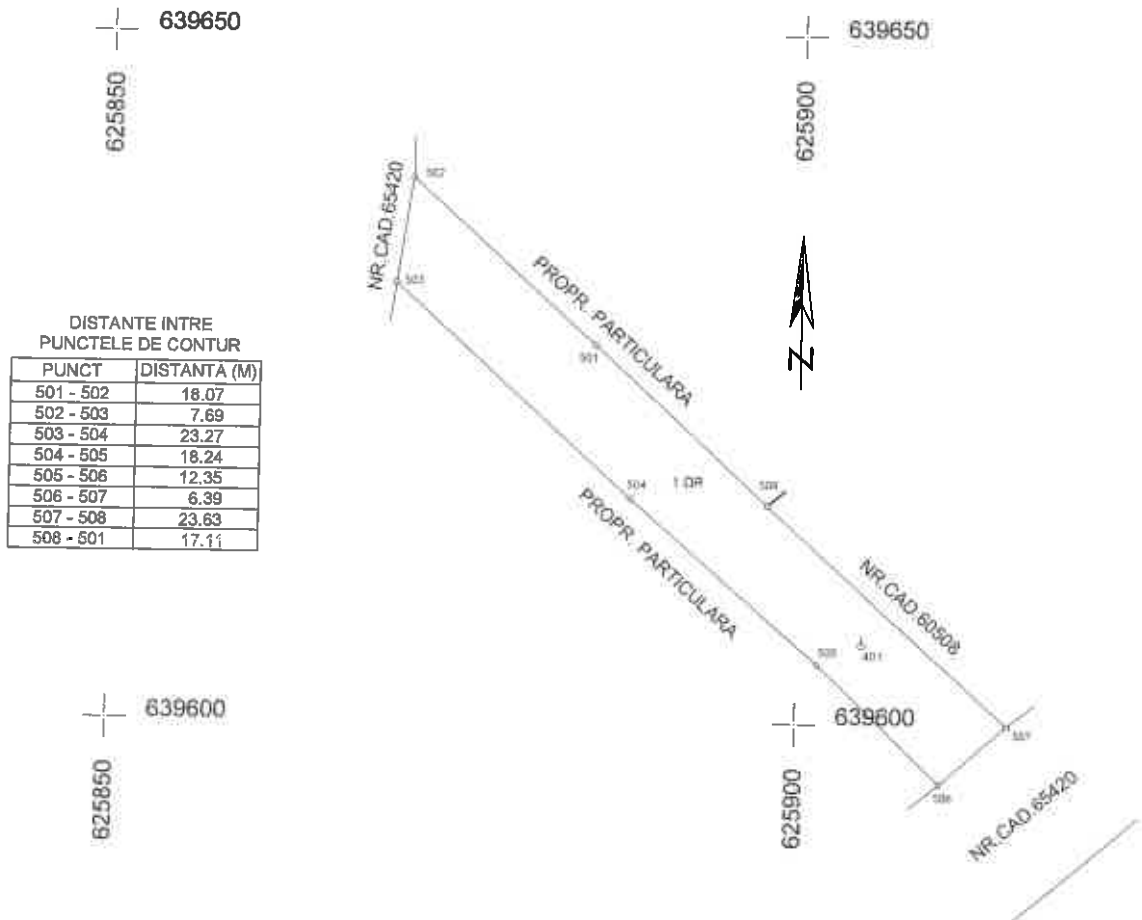 639650
639650
625850
625900
502
NR.CAD.65420
503
PROPR. PARTICULARA
501
N
DISTANTE INTRE
PUNCTELE DE CONTUR
PUNCT DISTANTA (M)
501 - 502 18.07
502 - 503 7.69
503 - 504 23.27
504 - 505 18.24
505 - 506 12.35
506 - 507 6.39
507 - 508 23.63
508 - 501 17.11
504
1 DR
508
PROPR. PARTICULARA
NR.CAD.60508
505
401
639600
639600
507
506
625850
625900
NR.CAD.65420